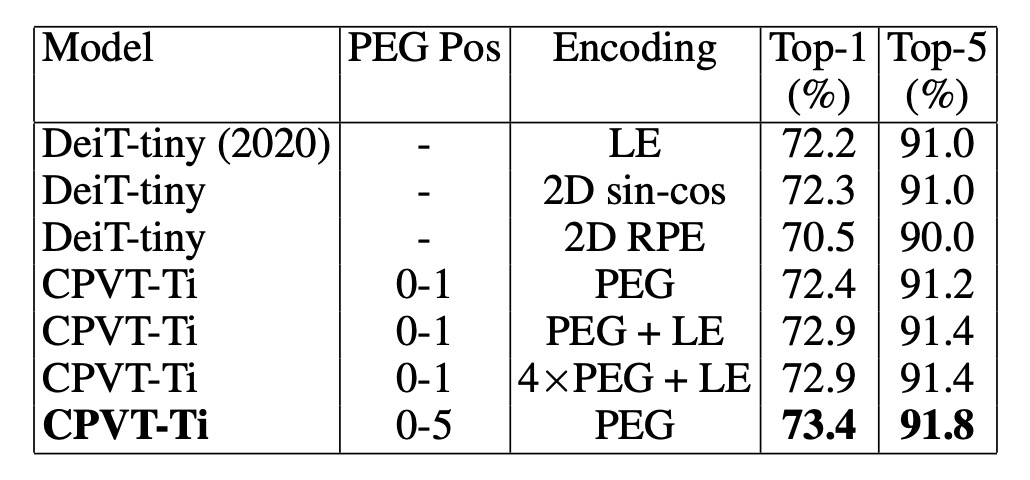 Model PEG Pos Encoding Top-1 Top-5
(%) (%)
DeiT-tiny (2020) - LE 72.2 91.0
DeiT-tiny - 2D sin-cos 72.3 91.0
DeiT-tiny - 2D RPE 70.5 90.0
CPVT-Ti 0-1 PEG 72.4 91.2
CPVT-Ti 0-1 PEG + LE 72.9 91.4
CPVT-Ti 0-1 4×PEG + LE 72.9 91.4
CPVT-Ti 0-5 PEG 73.4 91.8